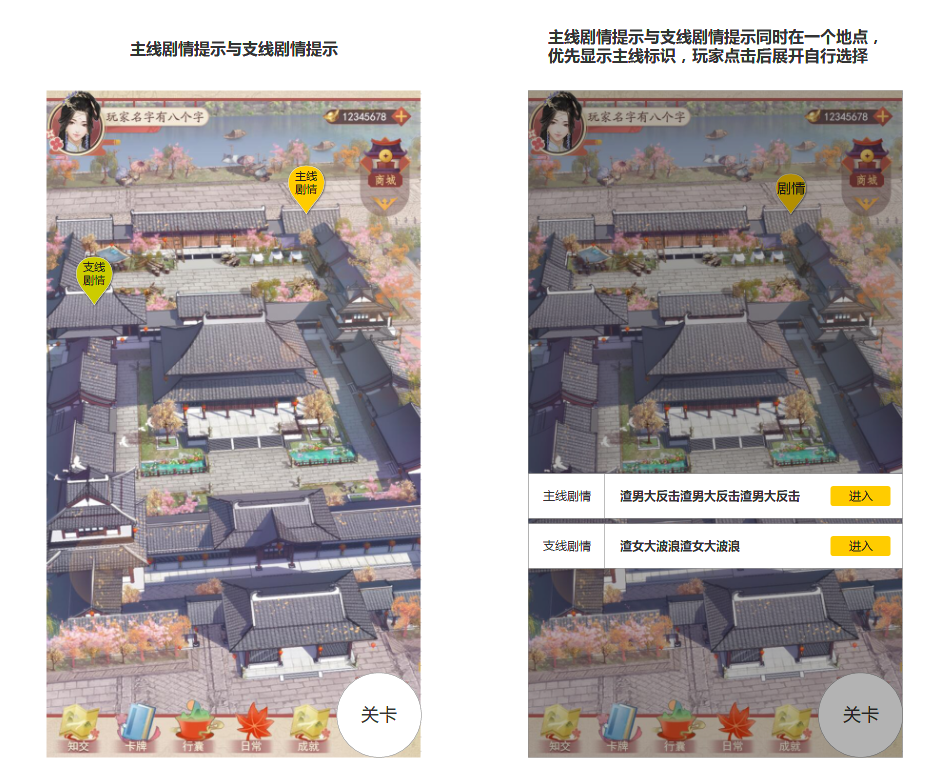 主线剧情提示与支线剧情提示
玩家名字有八个字
12345678
商城
主线
剧情
支线
剧情
关卡
知交
卡牌
行囊
日常
成就
主线剧情提示与支线剧情提示同时在一个地点，
优先显示主线标识，玩家点击后展开自行选择
玩家名字有八个字
12345678
商城
剧情
主线剧情 渣男大反击渣男大反击渣男大反击 进入
支线剧情 渣女大波浪渣女大波浪 进入
关卡
知交
卡牌
行囊
日常
成就